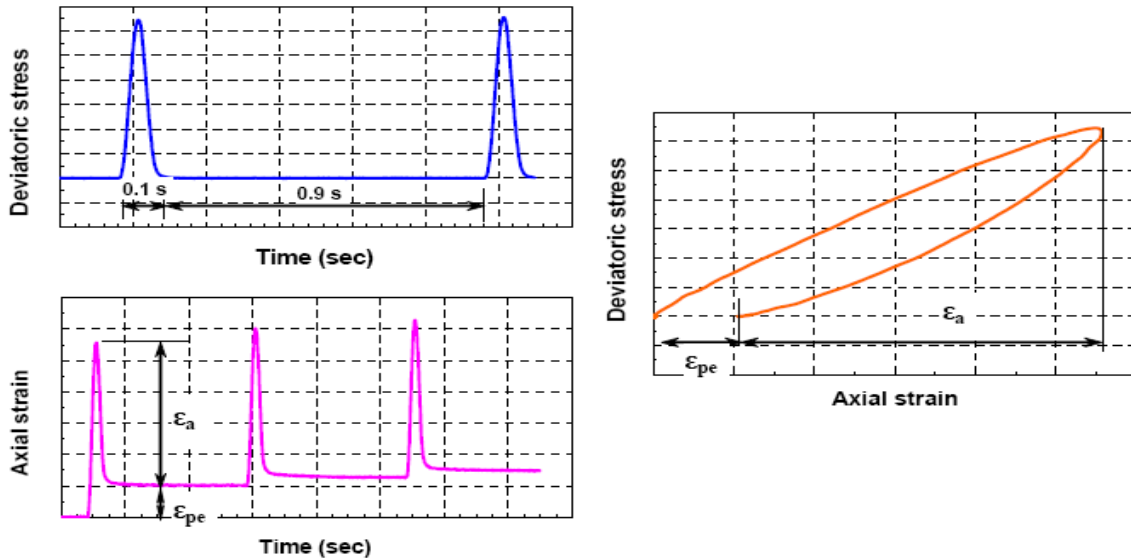 Deviatoric stress
0.1 s
0.9 s
Time (sec)
Axial strain
εa
εpe
Time (sec)
Deviatoric stress
εa
εpe
Axial strain